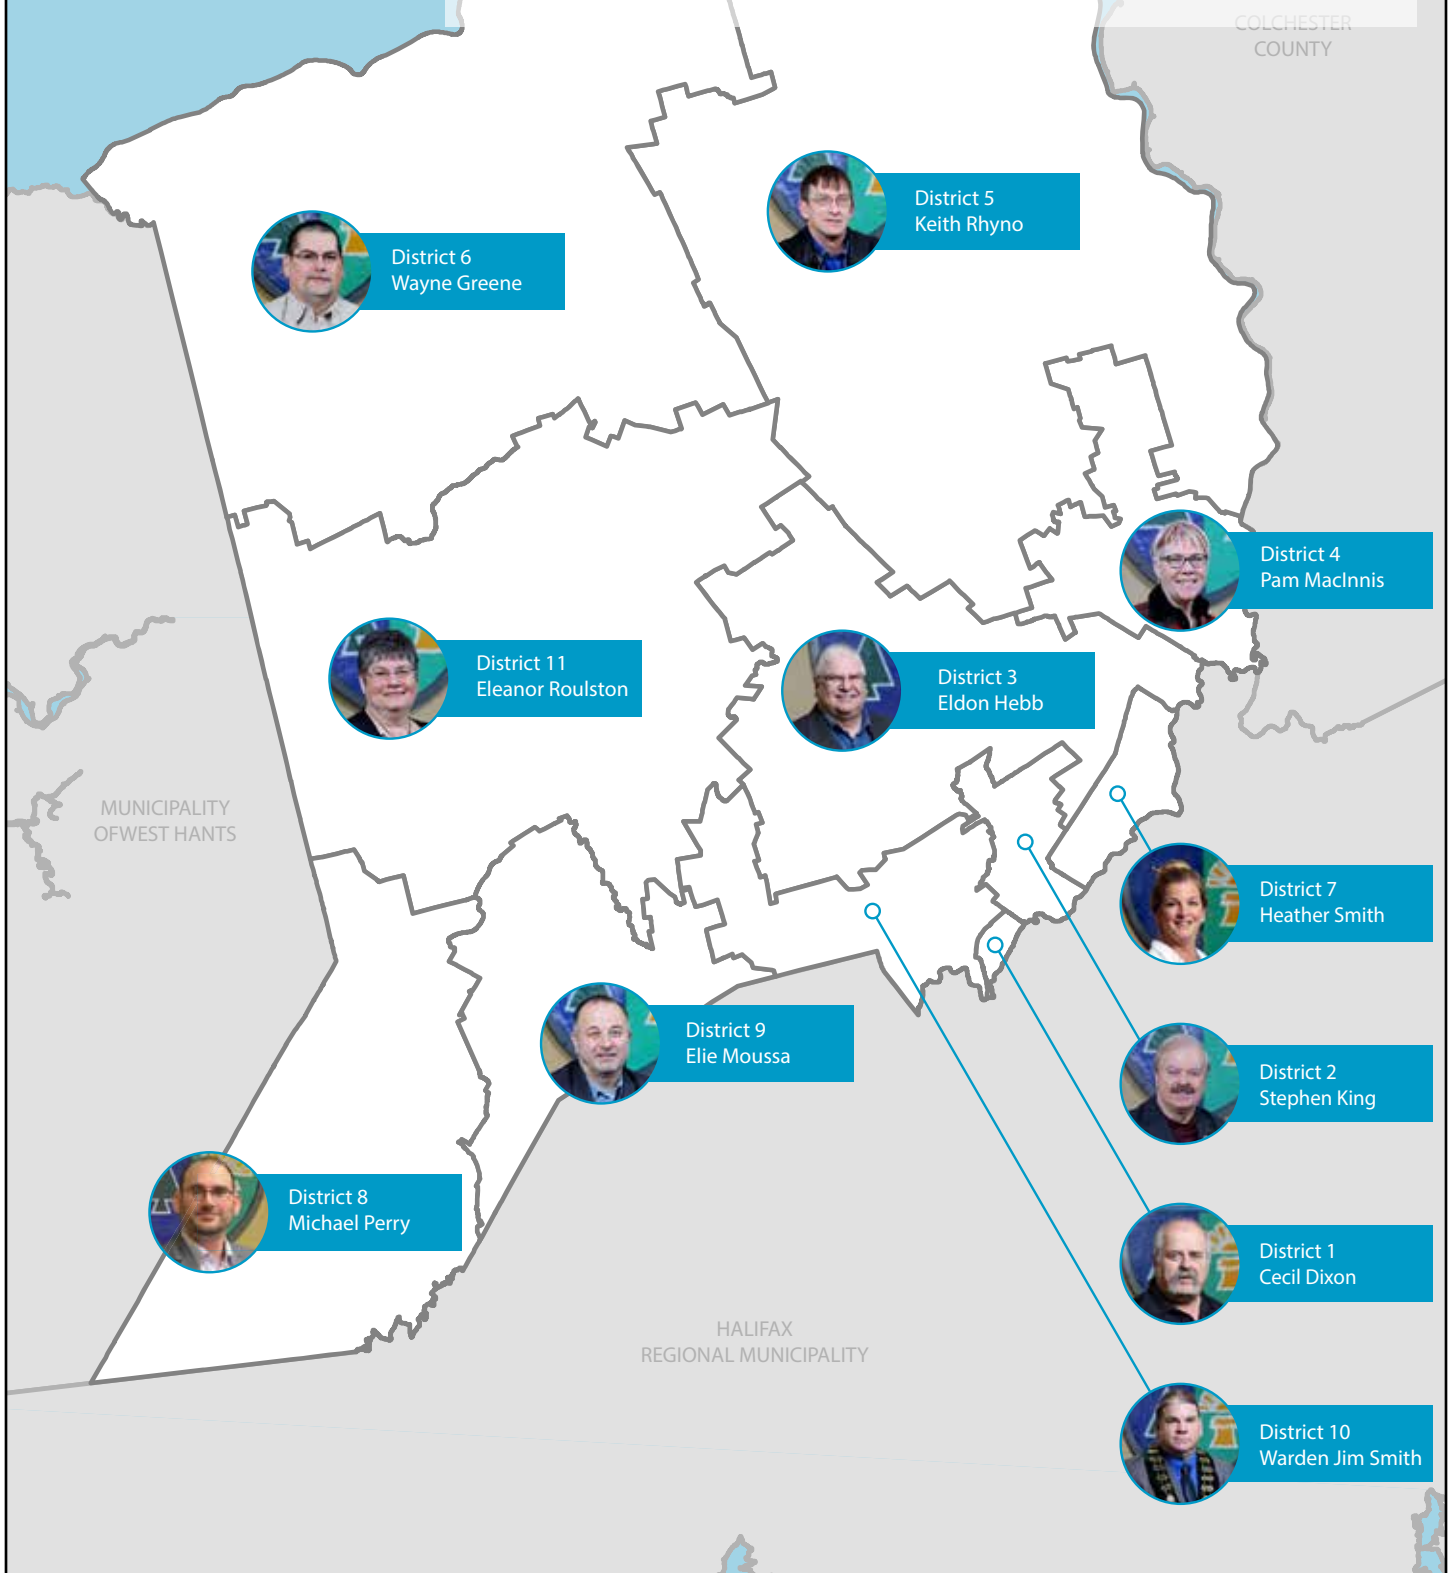 COLCHESTER
COUNTY
District 5
Keith Rhyno
District 6
Wayne Greene
District 4
Pam MacInnis
District 11
Eleanor Roulston
District 3
Eldon Hebb
MUNICIPALITY
OFWEST HANTS
District 7
Heather Smith
District 9
Elie Moussa
District 2
Stephen King
District 8
Michael Perry
District 1
Cecil Dixon
HALIFAX
REGIONAL MUNICIPALITY
District 10
Warden Jim Smith